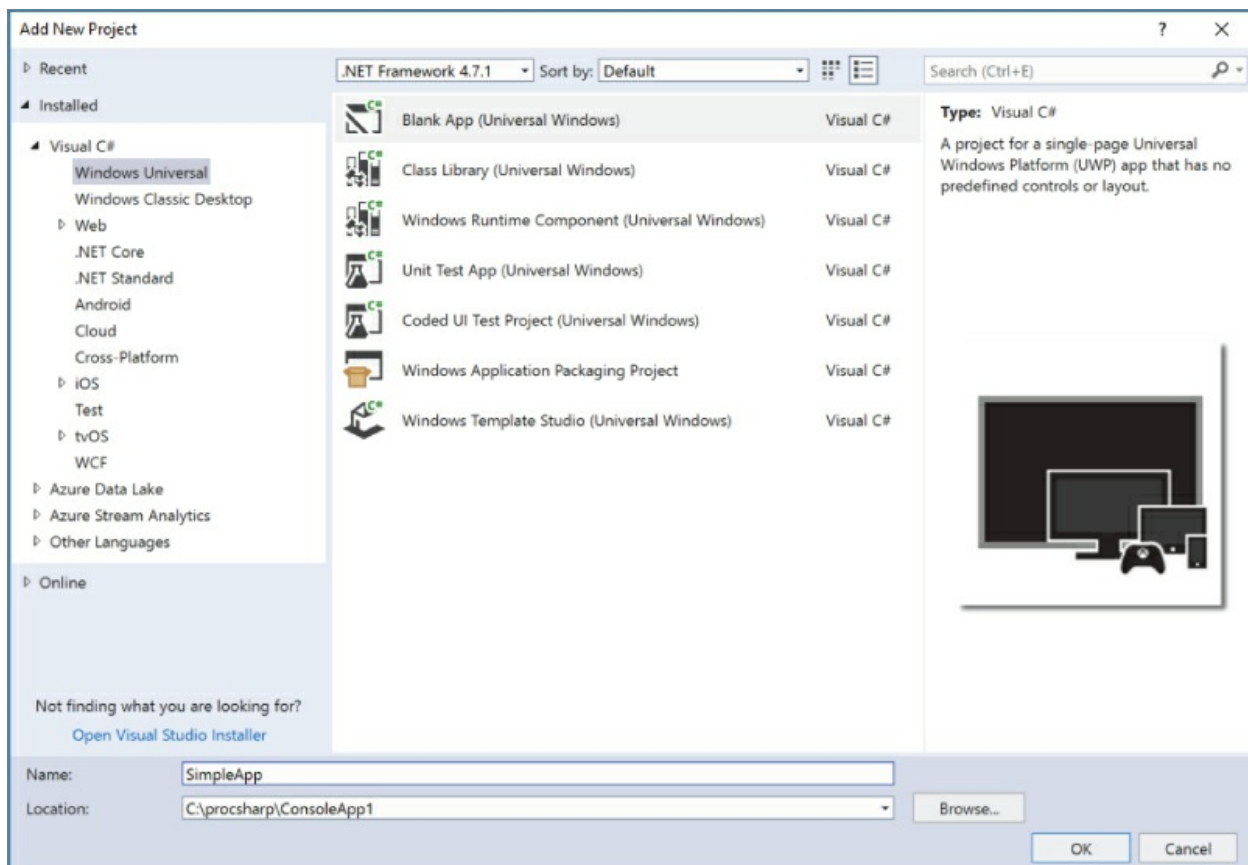 Add New Project
?
Recent
.NET Framework 4.7.1
Sort by:
Default
Search (Ctrl+E)
Installed
Visual C#
Windows Universal
Windows Classic Desktop
Web
.NET Core
.NET Standard
Android
Cloud
Cross-Platform
iOS
Test
tvOS
WCF
Azure Data Lake
Azure Stream Analytics
Other Languages
Online
Not finding what you are looking for?
Open Visual Studio Installer
C# Blank App (Universal Windows) Visual C#
C# Class Library (Universal Windows) Visual C#
C# Windows Runtime Component (Universal Windows) Visual C#
C# Unit Test App (Universal Windows) Visual C#
C# Coded UI Test Project (Universal Windows) Visual C#
Windows Application Packaging Project Visual C#
C# Windows Template Studio (Universal Windows) Visual C#
Type: Visual C#
A project for a single-page Universal
Windows Platform (UWP) app that has no
predefined controls or layout.
Name: SimpleApp
Location: C:\procsharp\ConsoleApp1
Browse...
OK
Cancel